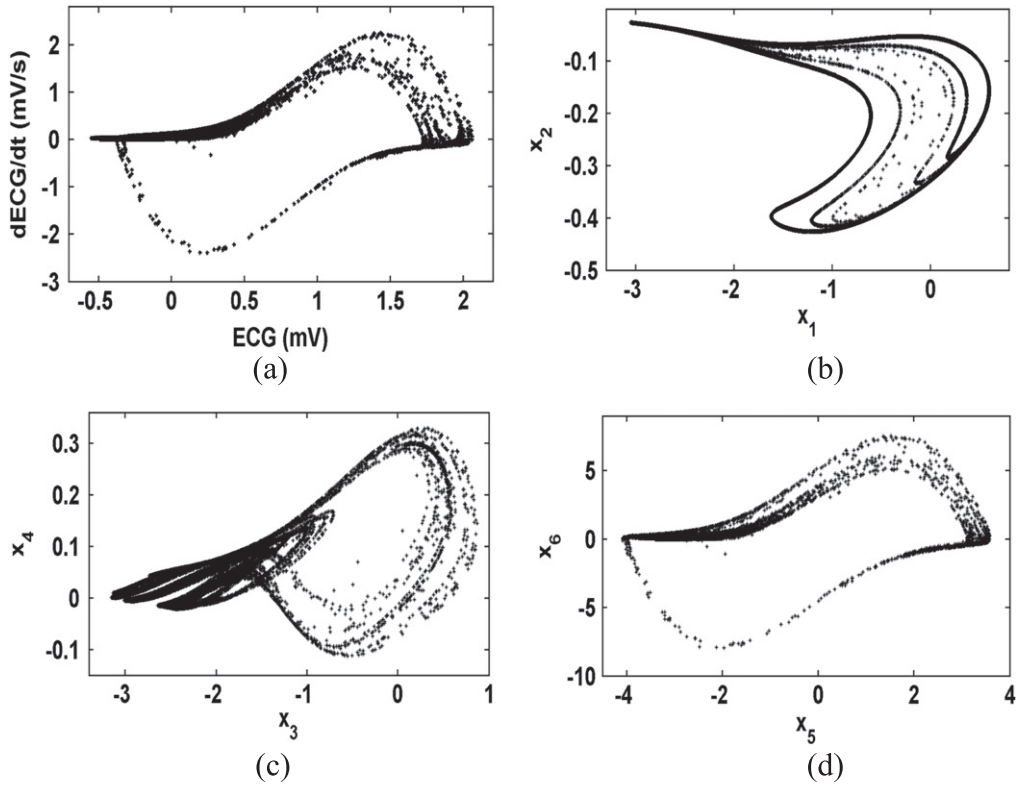 dECG/dt (mV/s)
2
1
0
-1
-2
-3
-0.5 0 0.5 1 1.5 2
ECG (mV)
(a)
x2
-0.1
-0.2
-0.3
-0.4
-0.5
-3 -2 -1 0
x1
(b)
x4
0.3
0.2
0.1
0
-0.1
-3 -2 -1 0 1
x3
(c)
x6
5
0
-5
-10
-4 -2 0 2 4
x5
(d)